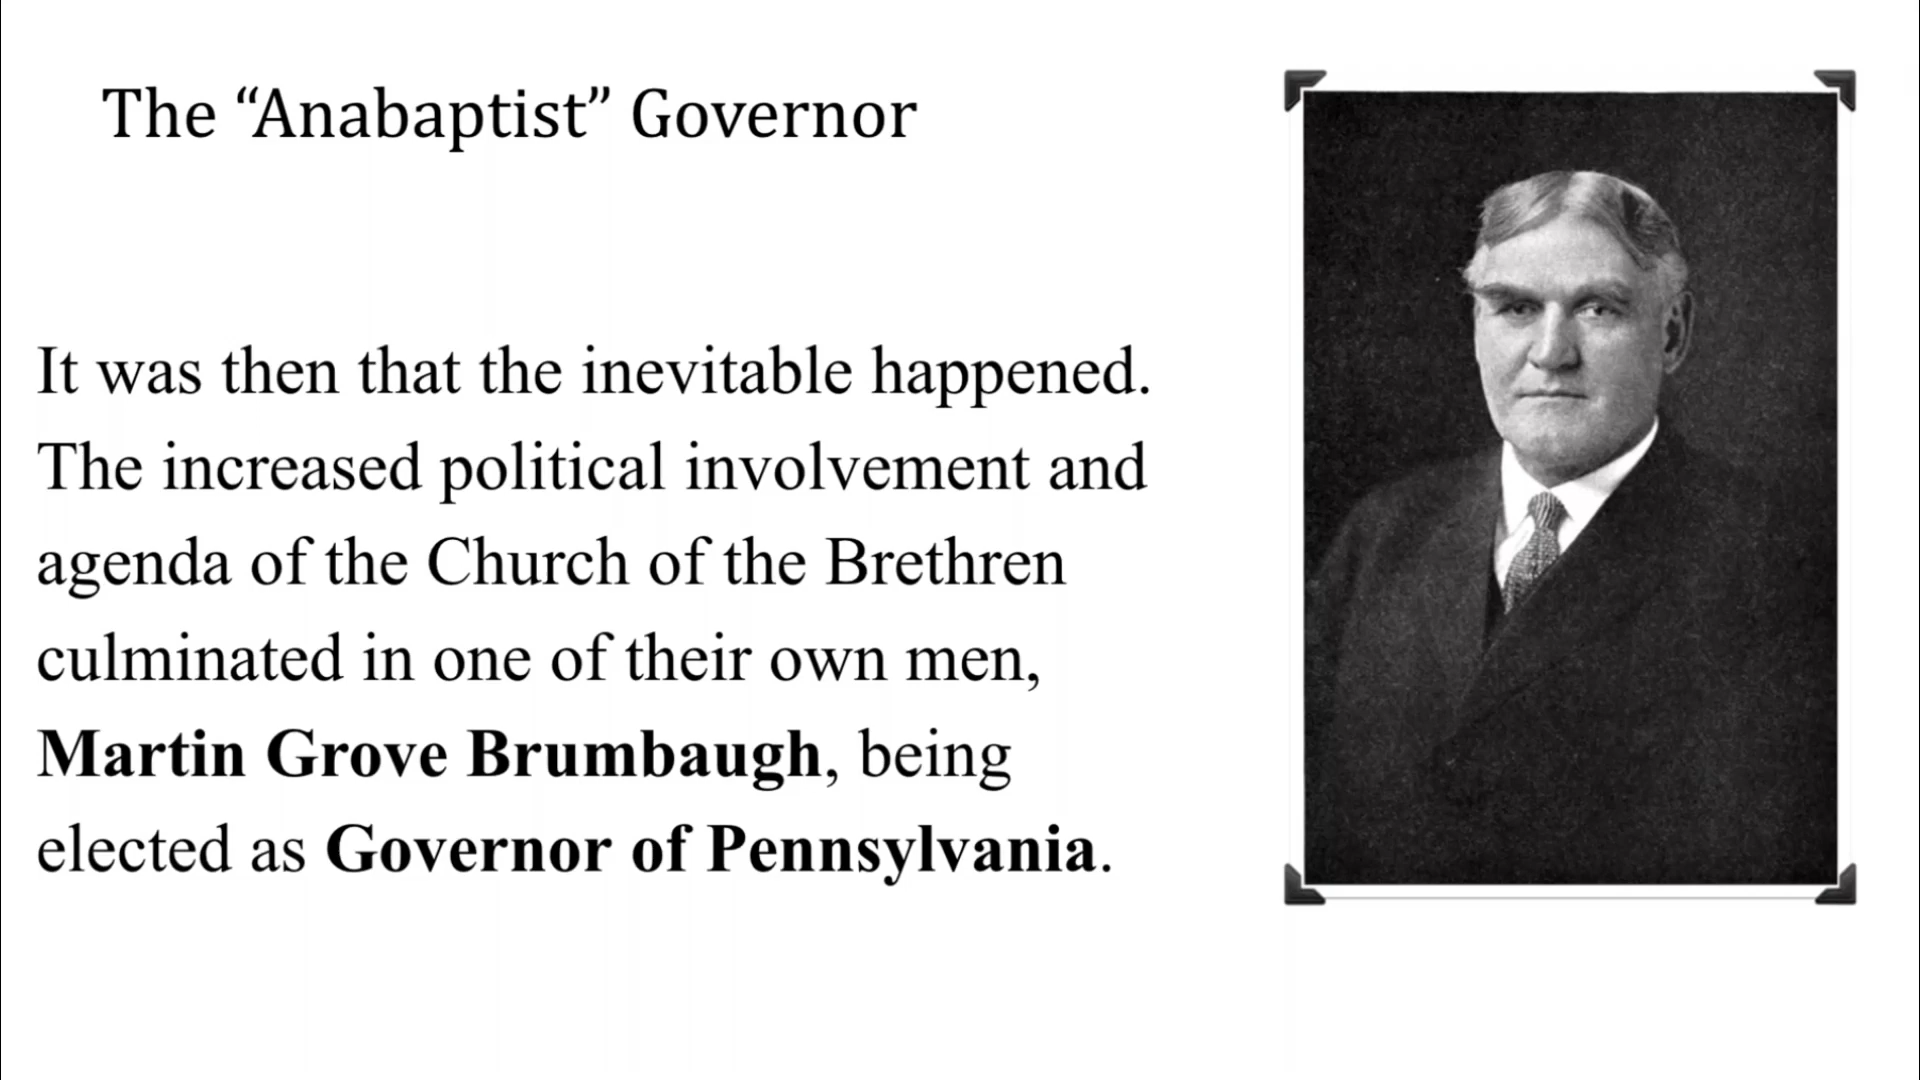 The “Anabaptist” Governor
It was then that the inevitable happened.
The increased political involvement and
agenda of the Church of the Brethren
culminated in one of their own men,
Martin Grove Brumbaugh, being
elected as Governor of Pennsylvania.